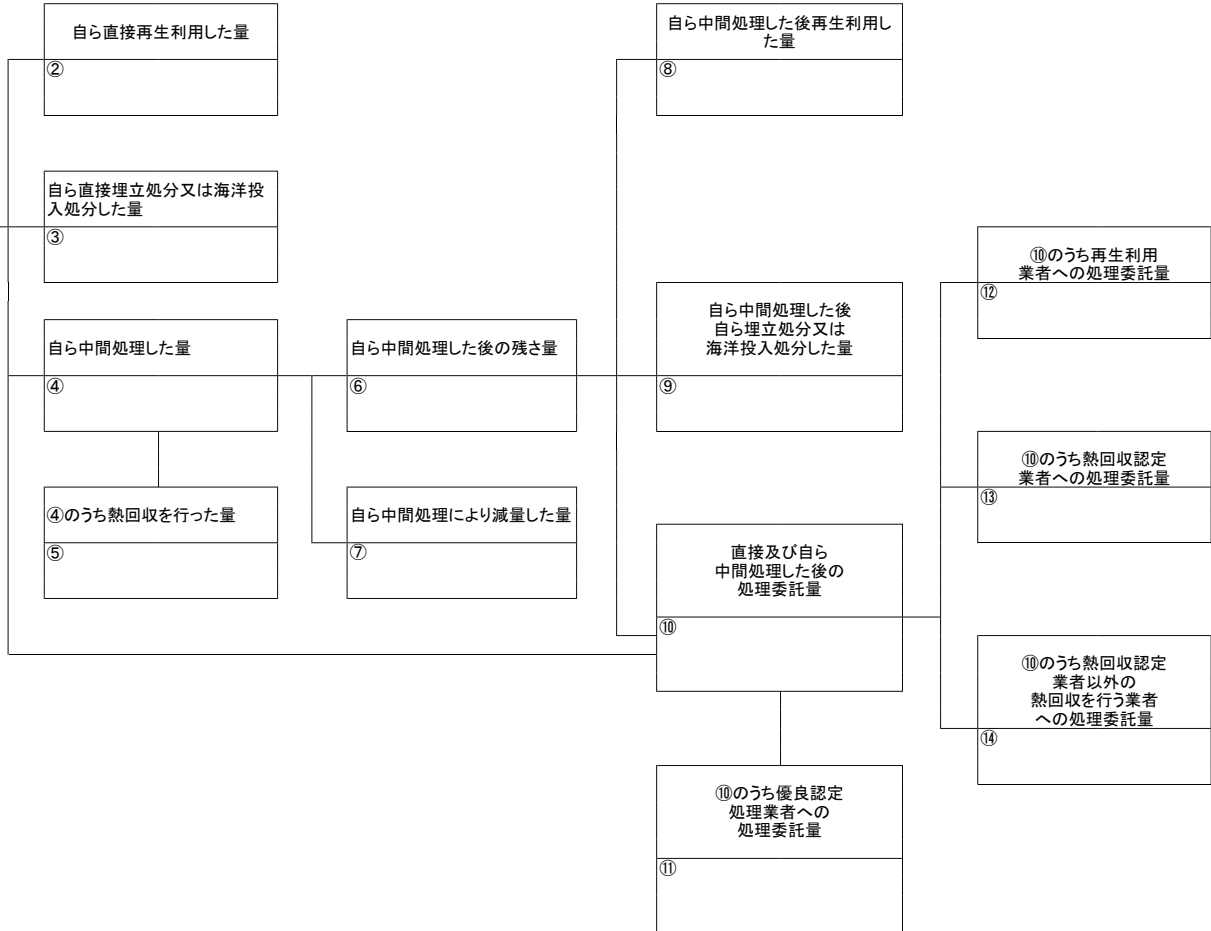 自ら直接再生利用した量
②
自ら直接埋立処分又は海洋投
入処分した量
③
自ら中間処理した量
④
④のうち熱回収を行った量
⑤
自ら中間処理した後の残さ量
⑥
自ら中間処理により減量した量
⑦
自ら中間処理した後再生利用し
た量
⑧
自ら中間処理した後
自ら埋立処分又は
海洋投入処分した量
⑨
直接及び自ら
中間処理した後の
処理委託量
⑩
⑩のうち優良認定
処理業者への
処理委託量
⑪
⑩のうち再生利用
業者への処理委託量
⑫
⑩のうち熱回収認定
業者への処理委託量
⑬
⑩のうち熱回収認定
業者以外の
熱回収を行う業者
への処理委託量
⑭